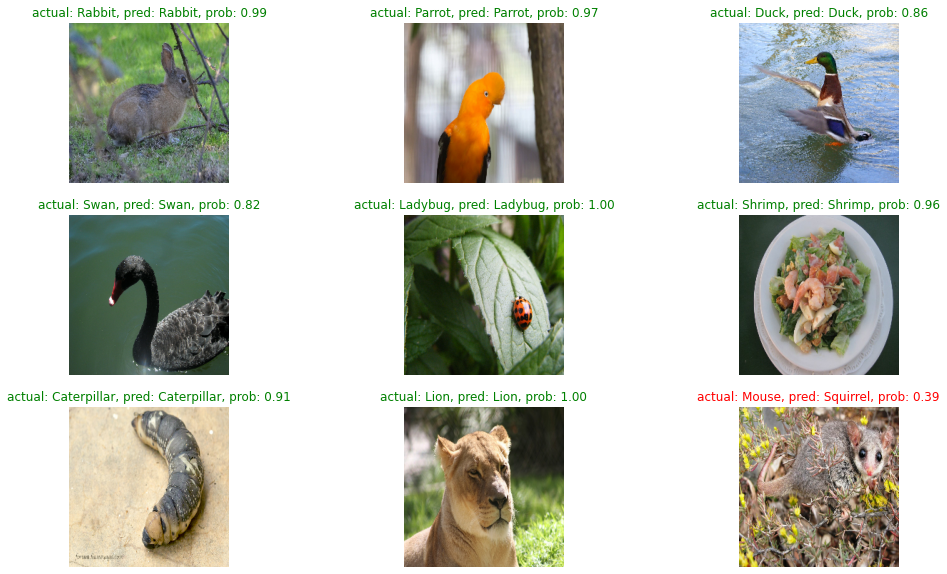 actual: Rabbit, pred: Rabbit, prob: 0.99
actual: Parrot, pred: Parrot, prob: 0.97
actual: Duck, pred: Duck, prob: 0.86
actual: Swan, pred: Swan, prob: 0.82
actual: Ladybug, pred: Ladybug, prob: 1.00
actual: Shrimp, pred: Shrimp, prob: 0.96
actual: Caterpillar, pred: Caterpillar, prob: 0.91
actual: Lion, pred: Lion, prob: 1.00
actual: Mouse, pred: Squirrel, prob: 0.39